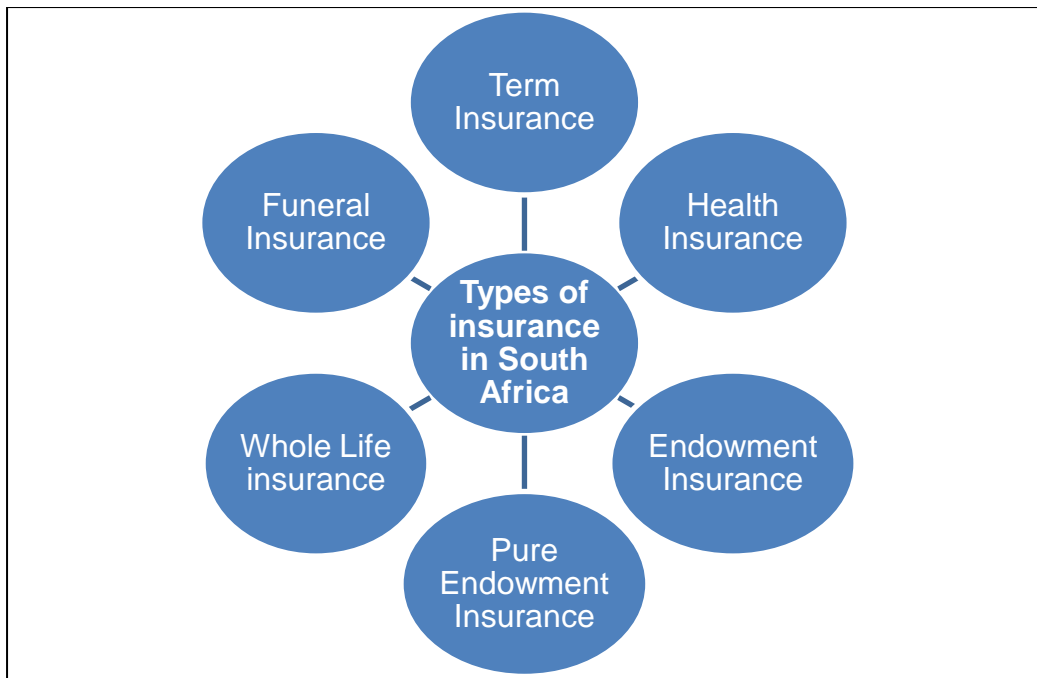 Term
Insurance
Health
Insurance
Endowment
Insurance
Pure
Endowment
Insurance
Whole Life
insurance
Funeral
Insurance
Types of
insurance
in South
Africa